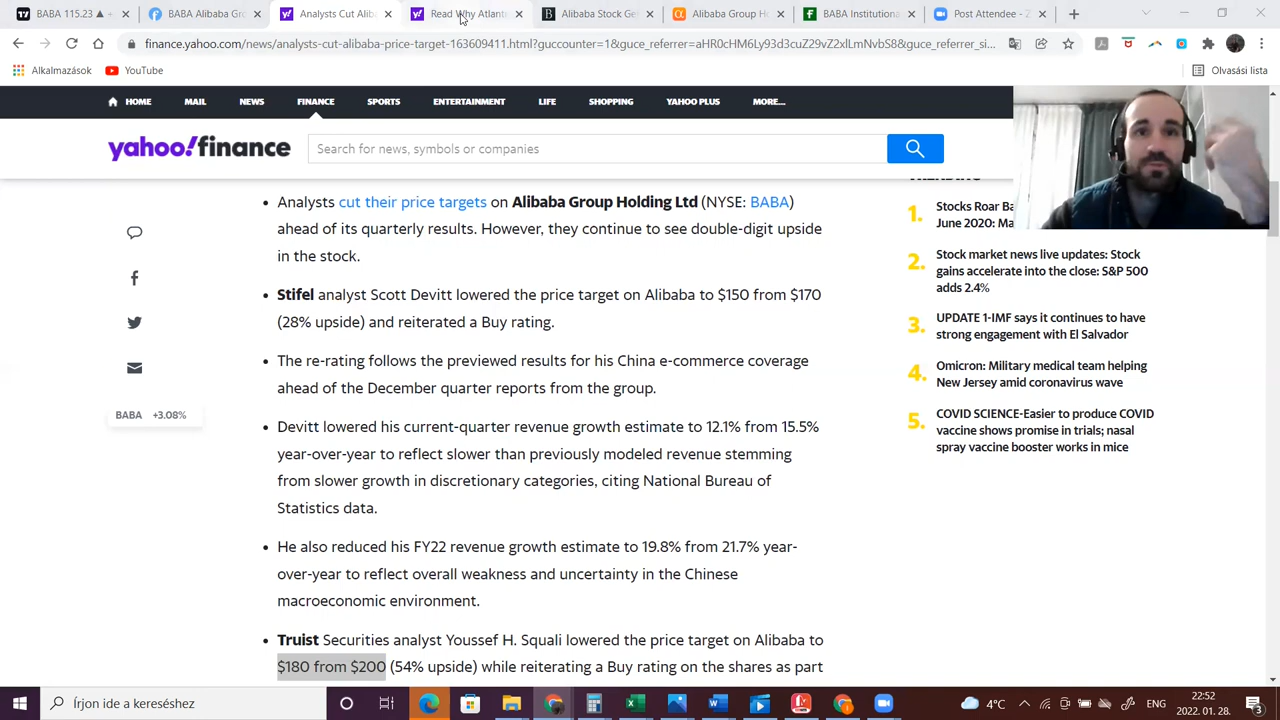 BABA 115.23 ▲ +
BABA Alibaba Gro
Analysts Cut Alib
Read Why Atlant
Alibaba Stock Ge
Alibaba Group H
BABA Institutiona
Post Attendee - Z
finance.yahoo.com/news/analysts-cut-alibaba-price-target-163601411.html?guccounter=1&guce_referrer=aHR0cHM6Ly93d3cuZ29vZ2xlLmNvbS8&guce_referrer_si...
Alkalmazások
YouTube
Olvasási lista
HOME MAIL NEWS FINANCE SPORTS ENTERTAINMENT LIFE SHOPPING YAHOO PLUS MORE...
yahoo!finance
Search for news, symbols or companies
• Analysts cut their price targets on Alibaba Group Holding Ltd (NYSE: BABA)
ahead of its quarterly results. However, they continue to see double-digit upside
in the stock.
• Stifel analyst Scott Devitt lowered the price target on Alibaba to $150 from $170
(28% upside) and reiterated a Buy rating.
• The re-rating follows the previewed results for his China e-commerce coverage
ahead of the December quarter reports from the group.
• Devitt lowered his current-quarter revenue growth estimate to 12.1% from 15.5%
year-over-year to reflect slower than previously modeled revenue stemming
from slower growth in discretionary categories, citing National Bureau of
Statistics data.
• He also reduced his FY22 revenue growth estimate to 19.8% from 21.7% year-
over-year to reflect overall weakness and uncertainty in the Chinese
macroeconomic environment.
• Truist Securities analyst Youssef H. Squali lowered the price target on Alibaba to
$180 from $200 (54% upside) while reiterating a Buy rating on the shares as part
BABA +3.08%
1. Stocks Roar Ba
June 2020: Ma
2. Stock market news live updates: Stock
gains accelerate into the close: S&P 500
adds 2.4%
3. UPDATE 1-IMF says it continues to have
strong engagement with El Salvador
4. Omicron: Military medical team helping
New Jersey amid coronavirus wave
5. COVID SCIENCE-Easier to produce COVID
vaccine shows promise in trials; nasal
spray vaccine booster works in mice
Írjon ide a kereséshez
4°C
22:52
2022. 01. 28.
3